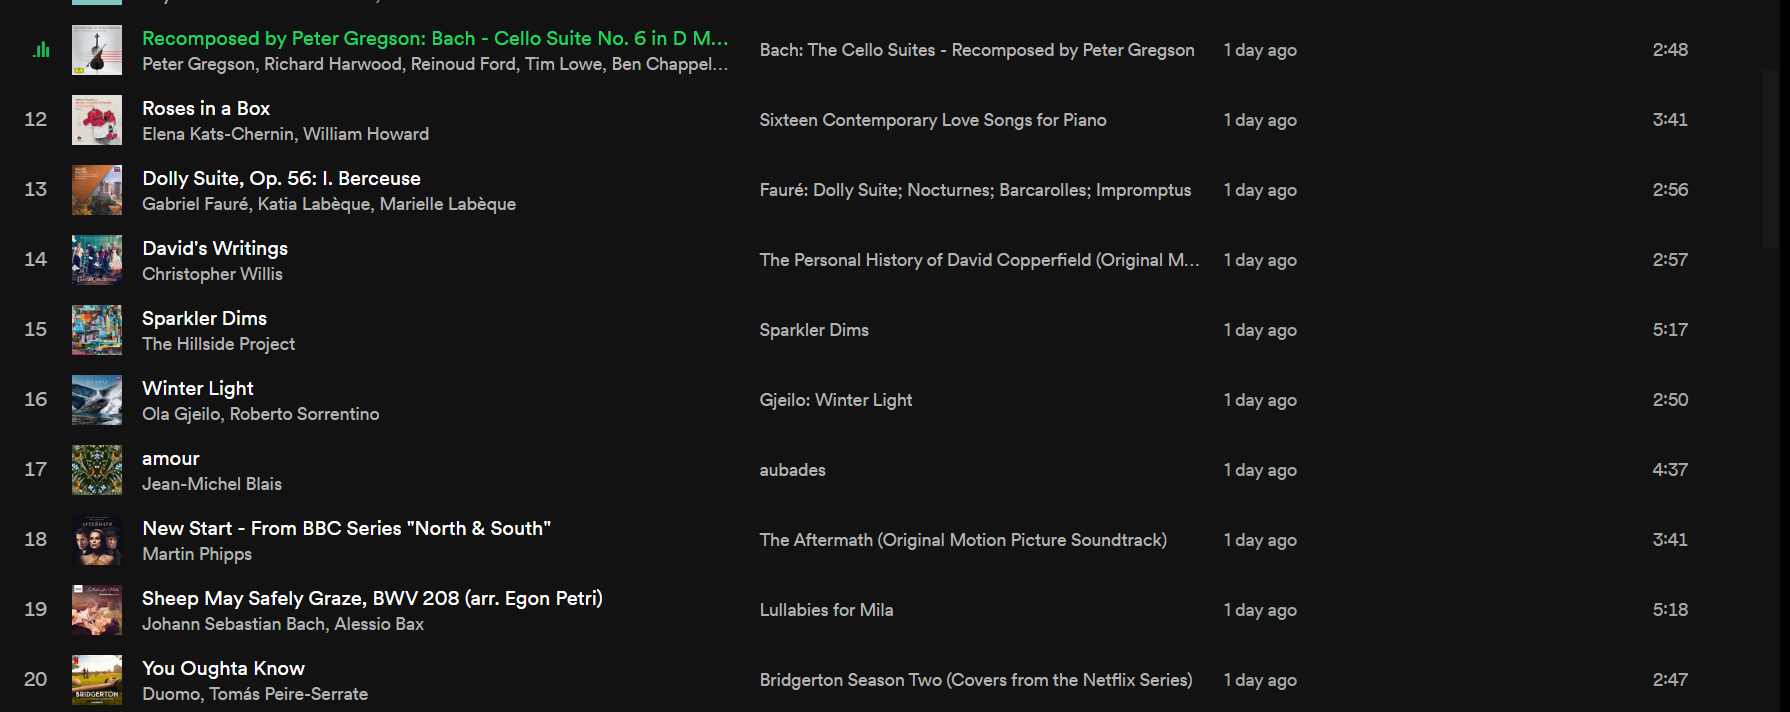 Recomposed by Peter Gregson: Bach - Cello Suite No. 6 in D M...
Peter Gregson, Richard Harwood, Reinoud Ford, Tim Lowe, Ben Chappel...
Bach: The Cello Suites - Recomposed by Peter Gregson
1 day ago
2:48
12
Roses in a Box
Elena Kats-Chernin, William Howard
Sixteen Contemporary Love Songs for Piano
1 day ago
3:41
13
Dolly Suite, Op. 56: I. Berceuse
Gabriel Fauré, Katia Labèque, Marielle Labèque
Fauré: Dolly Suite; Nocturnes; Barcarolles; Impromptus
1 day ago
2:56
14
David's Writings
Christopher Willis
The Personal History of David Copperfield (Original M...
1 day ago
2:57
15
Sparkler Dims
The Hillside Project
Sparkler Dims
1 day ago
5:17
16
Winter Light
Ola Gjeilo, Roberto Sorrentino
Gjeilo: Winter Light
1 day ago
2:50
17
amour
Jean-Michel Blais
aubades
1 day ago
4:37
18
New Start - From BBC Series "North & South"
Martin Phipps
The Aftermath (Original Motion Picture Soundtrack)
1 day ago
3:41
19
Sheep May Safely Graze, BWV 208 (arr. Egon Petri)
Johann Sebastian Bach, Alessio Bax
Lullabies for Mila
1 day ago
5:18
20
BRIDGERTON
You Oughta Know
Duomo, Tomás Peire-Serrate
Bridgerton Season Two (Covers from the Netflix Series)
1 day ago
2:47